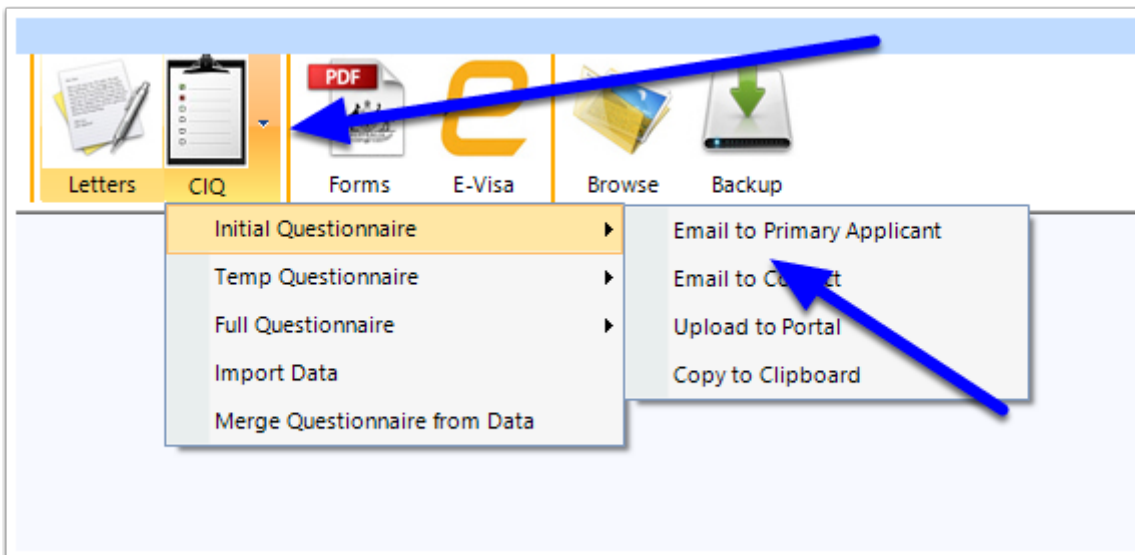 PDF
Letters
CIQ
Forms
E-Visa
Browse
Backup
Initial Questionnaire
Temp Questionnaire
Full Questionnaire
Import Data
Merge Questionnaire from Data
Email to Primary Applicant
Email to
Upload to Portal
Copy to Clipboard